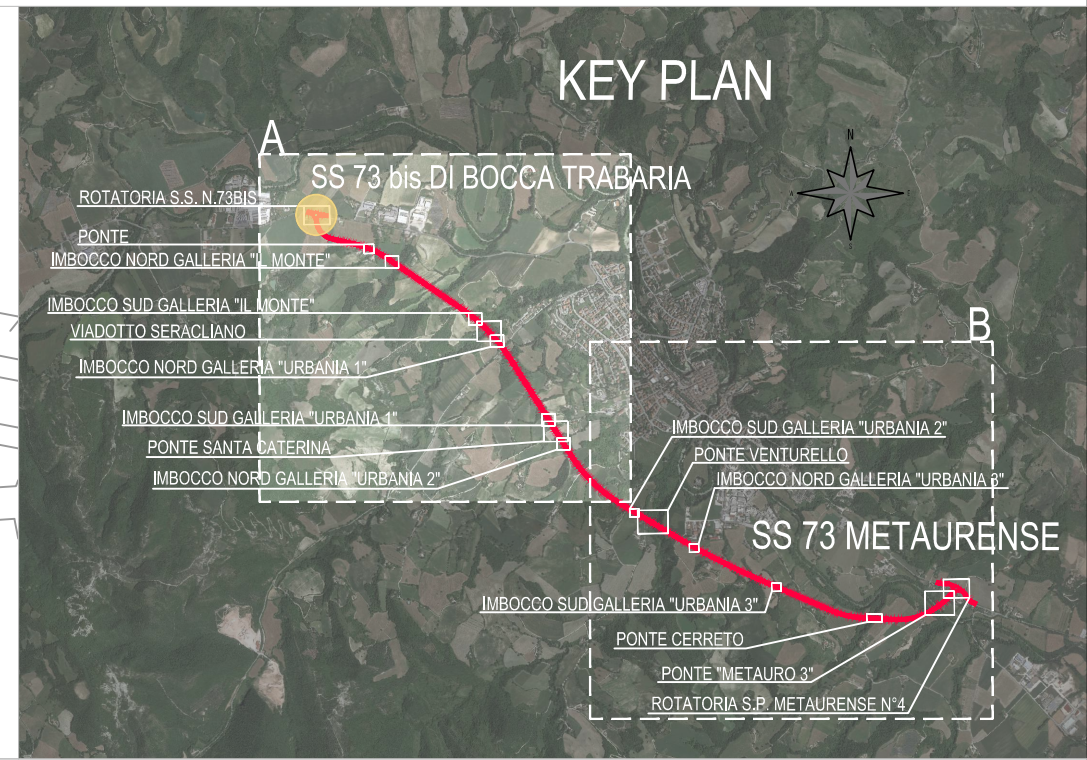 KEY PLAN
N
A
SS 73 bis DI BOCCA TRABARIA
ROTATORIA S.S. N.73BIS
PONTE
IMBOCCO NORD GALLERIA "IL MONTE"
IMBOCCO SUD GALLERIA "IL MONTE"
VIADOTTO SERACLIANO
IMBOCCO NORD GALLERIA "URBANIA 1"
IMBOCCO SUD GALLERIA "URBANIA 1"
PONTE SANTA CATERINA
IMBOCCO NORD GALLERIA "URBANIA 2"
S
B
IMBOCCO SUD GALLERIA "URBANIA 2"
PONTE VENTURELLO
IMBOCCO NORD GALLERIA "URBANIA 3"
SS 73 METAURENSE
IMBOCCO SUD GALLERIA "URBANIA 3"
PONTE CERRETO
PONTE "METAURO 3"
ROTATORIA S.P. METAURENSE N°4